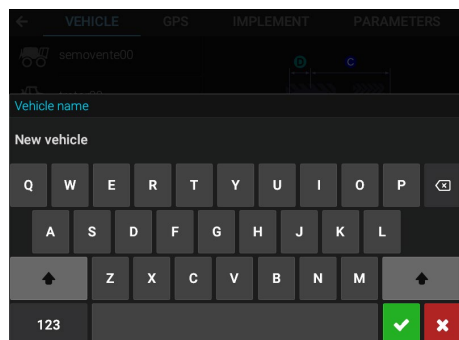 VEHICLE GPS IMPLEMENT PARAMETERS
semovente00
D C
Vehicle name
New vehicle
Q W E R T Y U I O P
A S D F G H J K L
Z X C V B N M
123